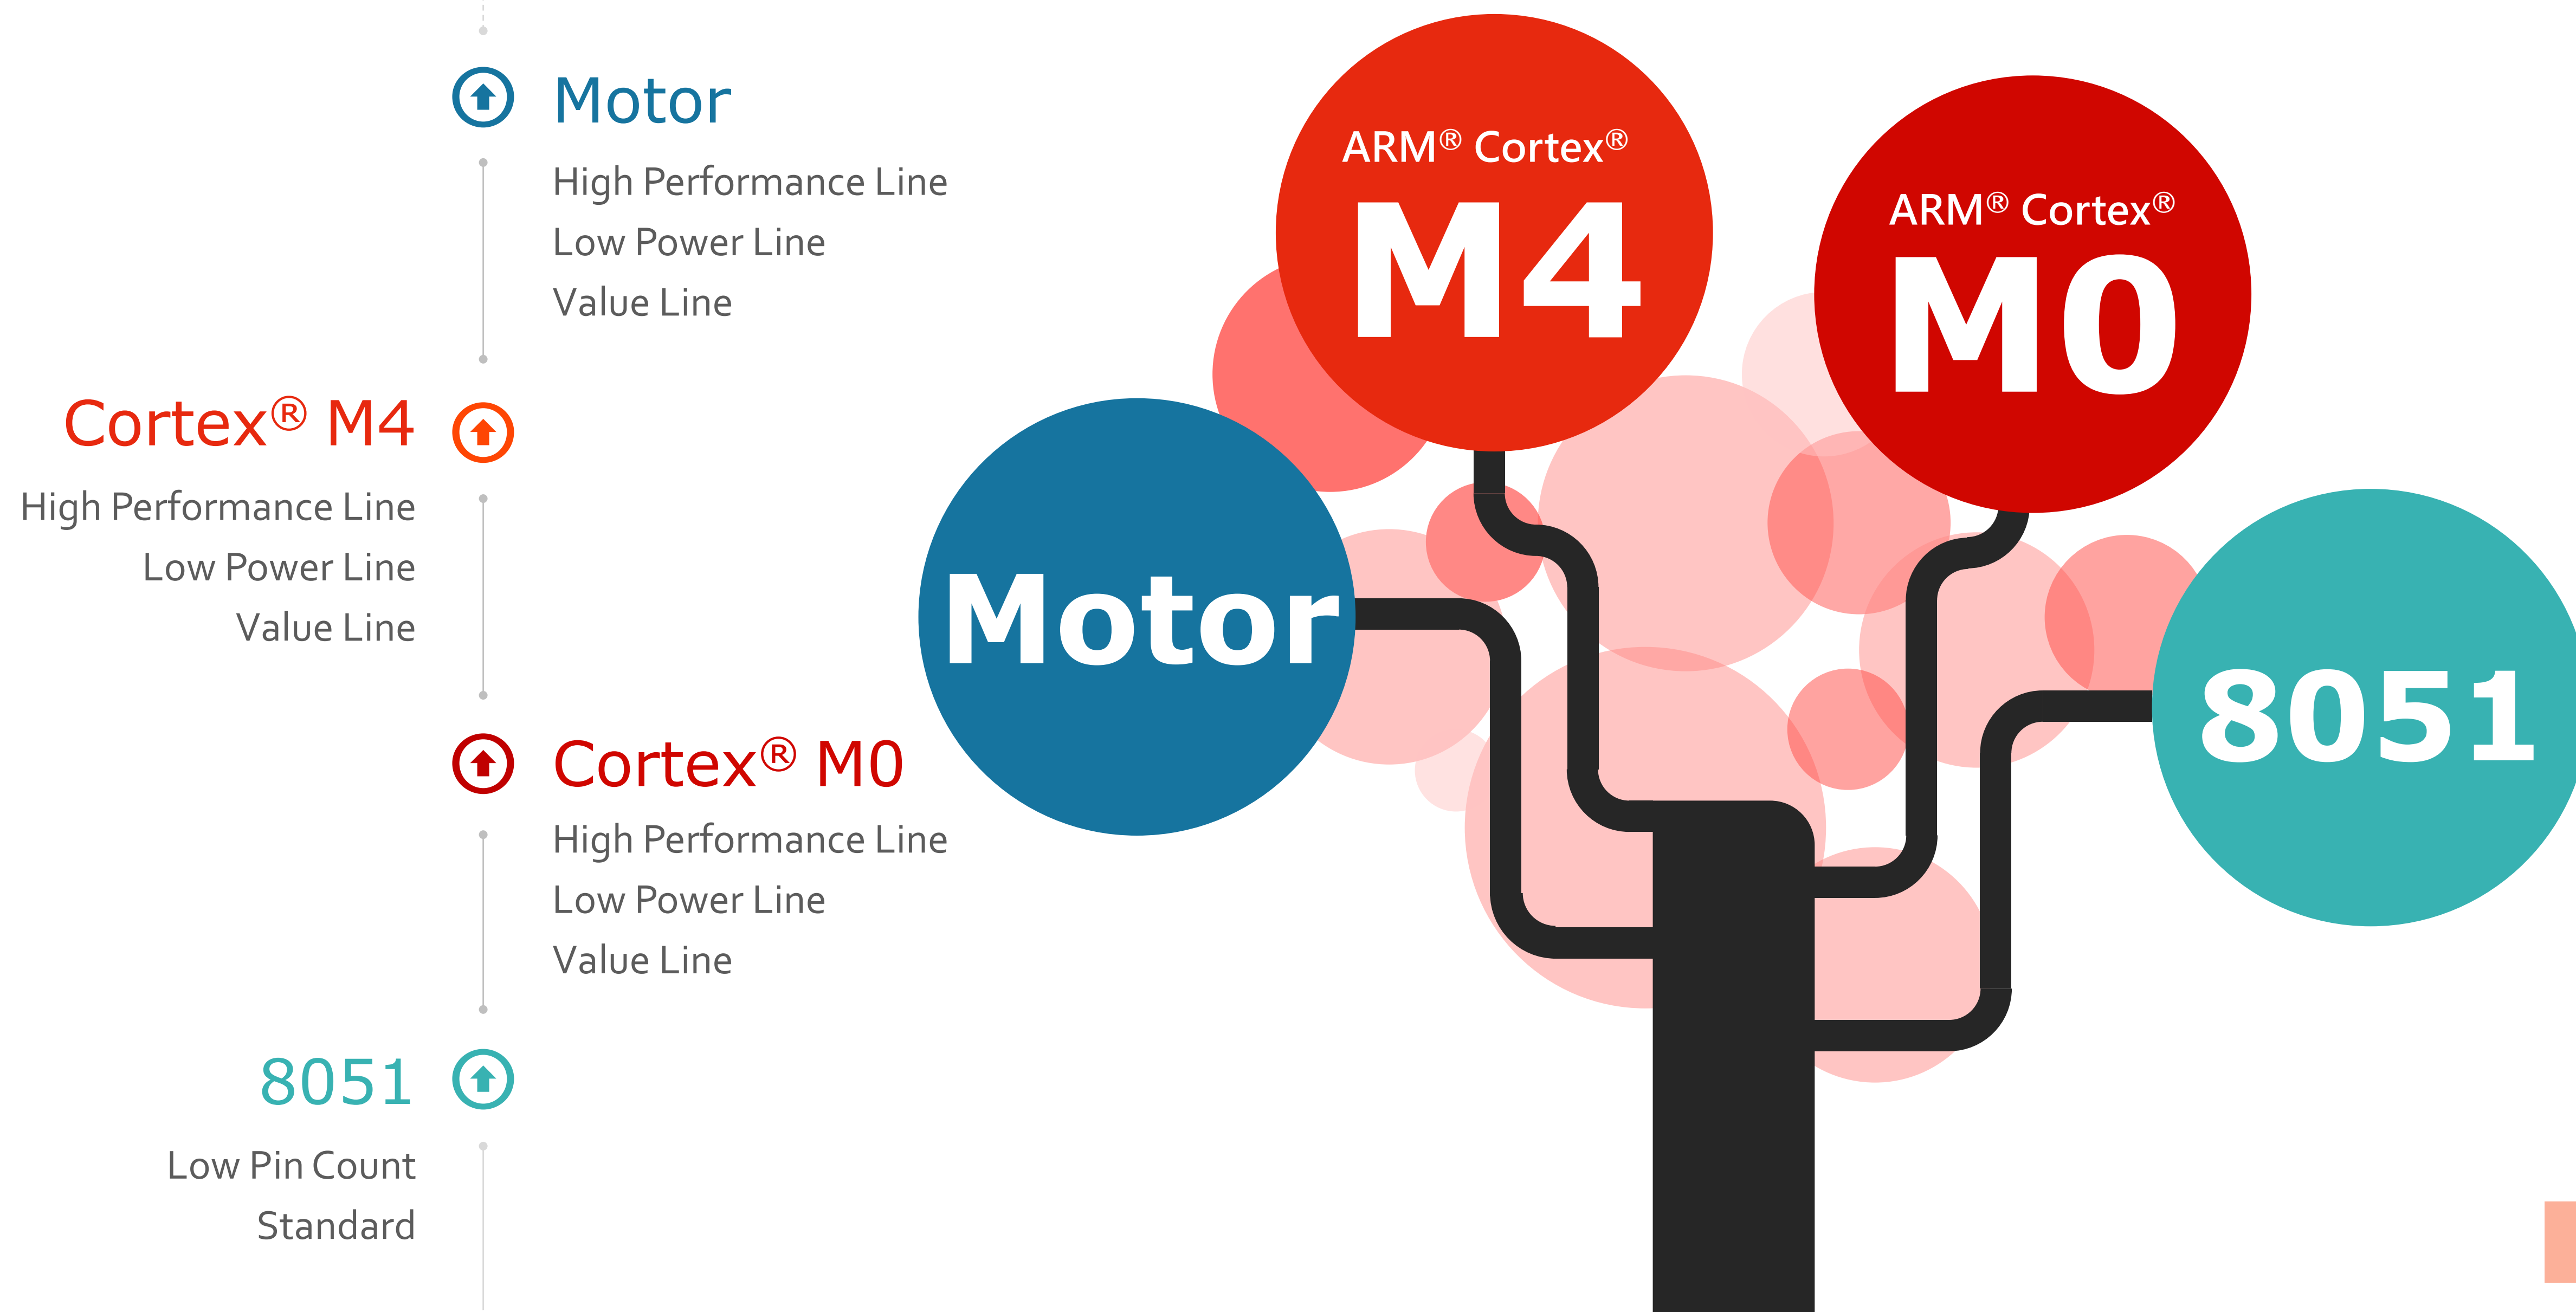 Motor
High Performance Line
Low Power Line
Value Line
Cortex® M4
High Performance Line
Low Power Line
Value Line
Cortex® M0
High Performance Line
Low Power Line
Value Line
8051
Low Pin Count
Standard
ARM® Cortex®
M4
ARM® Cortex®
M0
Motor
8051